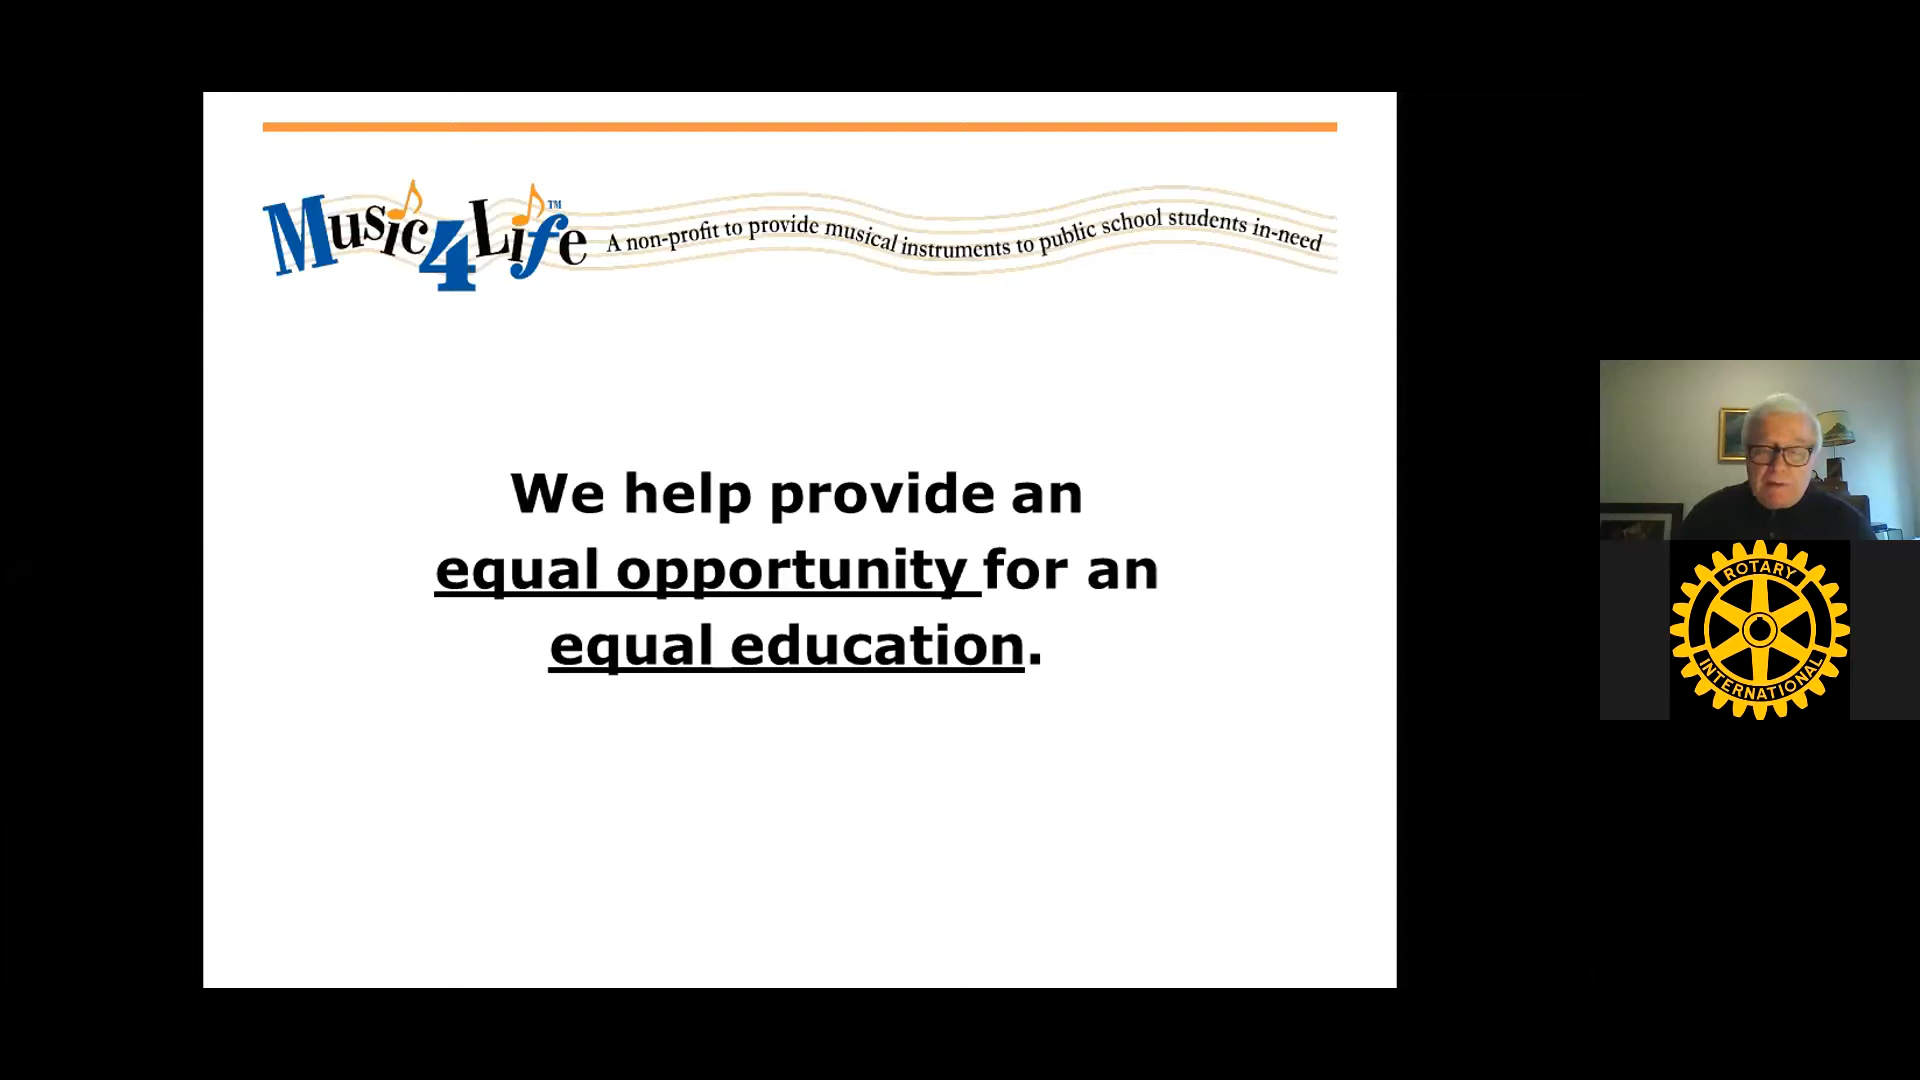 Music4Life™
A non-profit to provide musical instruments to public school students in-need
We help provide an
equal opportunity for an
equal education.
ROTARY
INTERNATIONAL